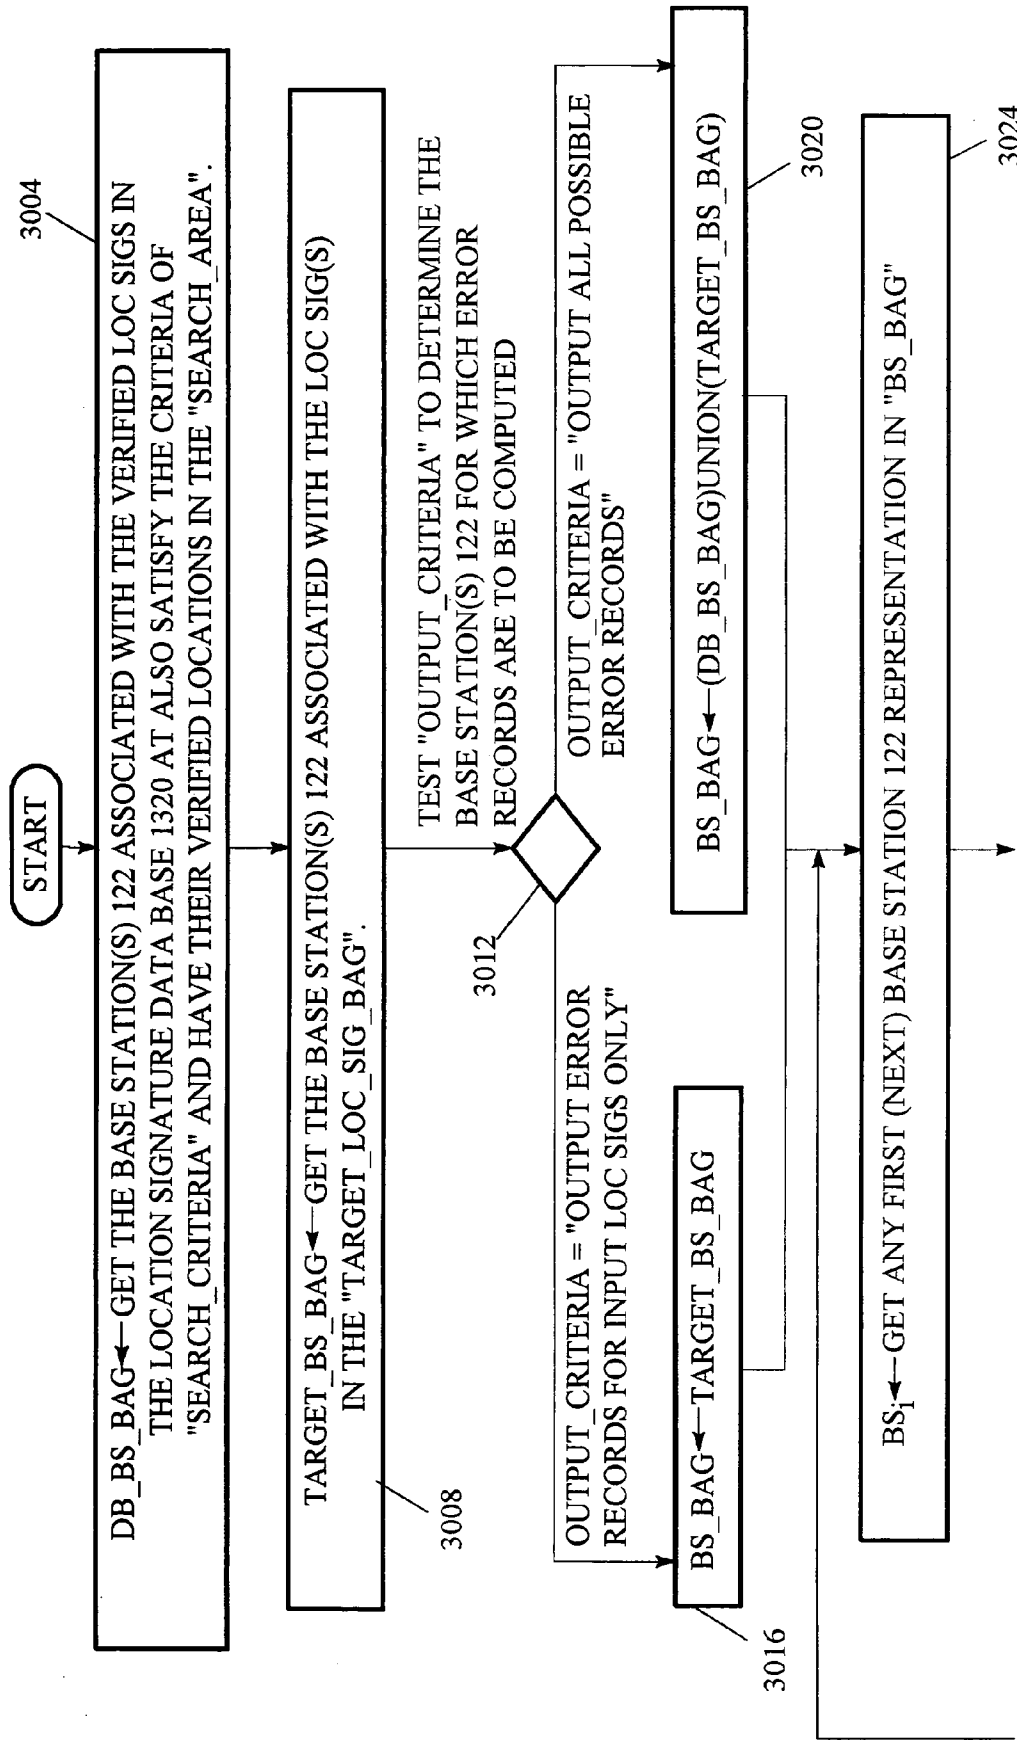 START
3004
DB_BS_BAG←GET THE BASE STATION(S) 122 ASSOCIATED WITH THE VERIFIED LOC SIGS IN
THE LOCATION SIGNATURE DATA BASE 1320 AT ALSO SATISFY THE CRITERIA OF
"SEARCH_CRITERIA" AND HAVE THEIR VERIFIED LOCATIONS IN THE "SEARCH_AREA".
TARGET_BS_BAG←GET THE BASE STATION(S) 122 ASSOCIATED WITH THE LOC SIG(S)
IN THE "TARGET_LOC_SIG_BAG".
3008
TEST "OUTPUT_CRITERIA" TO DETERMINE THE
BASE STATION(S) 122 FOR WHICH ERROR
RECORDS ARE TO BE COMPUTED
3012
OUTPUT_CRITERIA = "OUTPUT ERROR
RECORDS FOR INPUT LOC SIGS ONLY"
OUTPUT_CRITERIA = "OUTPUT ALL POSSIBLE
ERROR RECORDS"
BS_BAG←TARGET_BS_BAG
3016
BS_BAG←(DB_BS_BAG)UNION(TARGET_BS_BAG)
3020
BSi←GET ANY FIRST (NEXT) BASE STATION 122 REPRESENTATION IN "BS_BAG"
3024